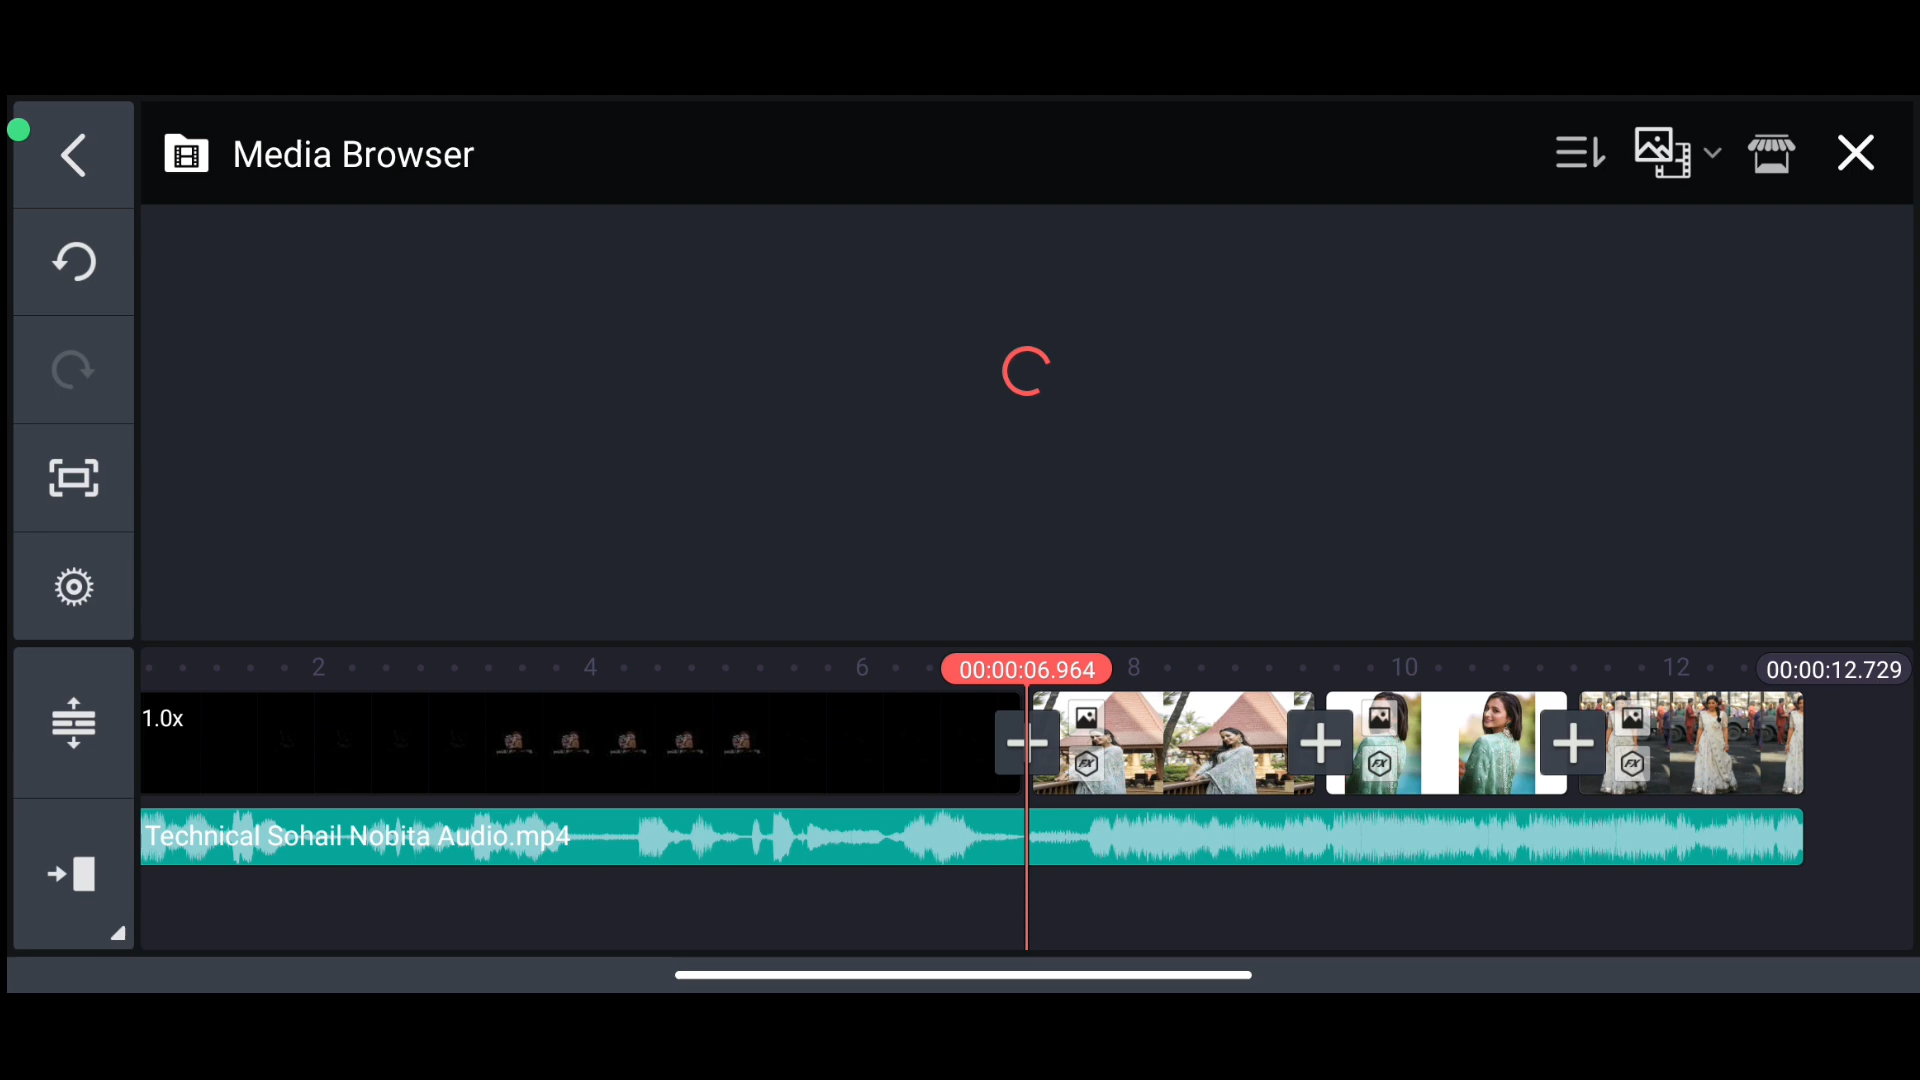 Media Browser
2
4
6
00:00:06.964
8
10
12
00:00:12.729
1.0x
FX
FX
FX
Technical Sohail Nobita Audio.mp4